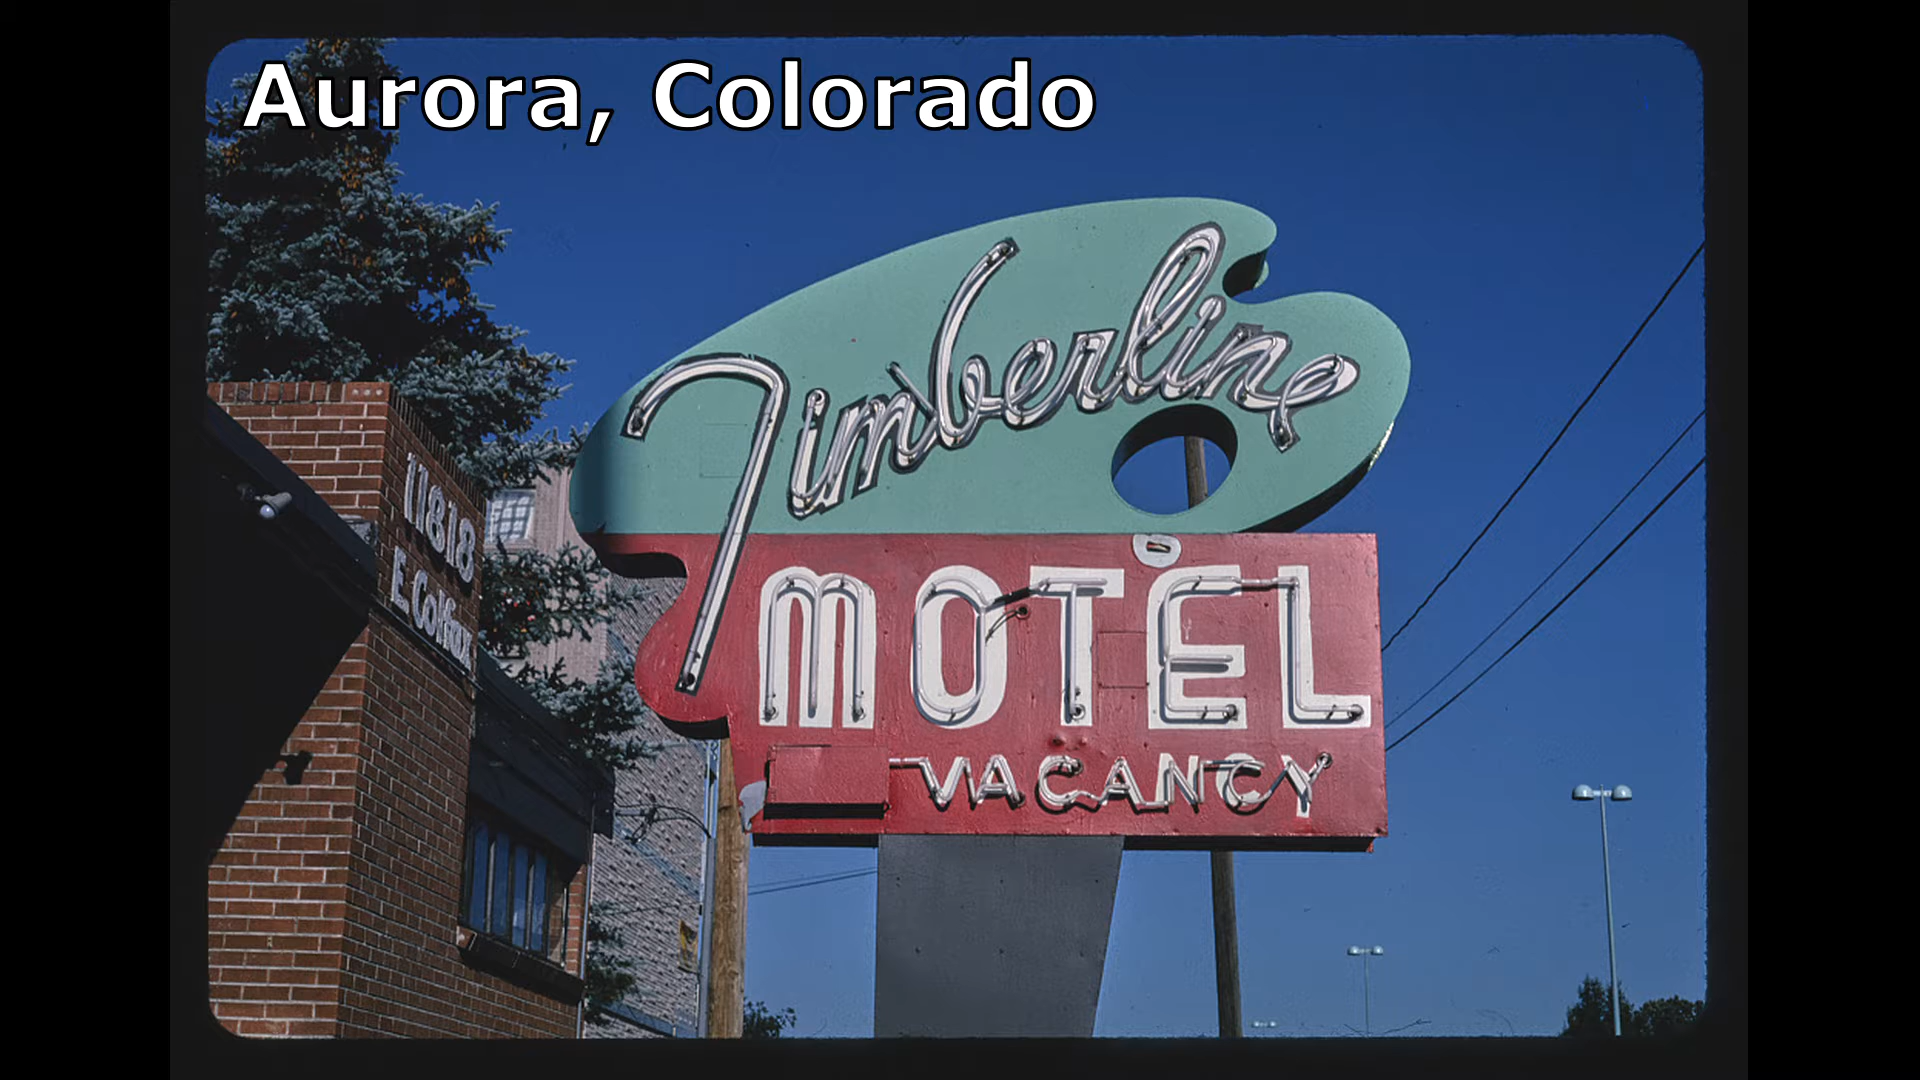 Aurora, Colorado
Timberline
MOTEL
VACANCY
11818
E Colfax